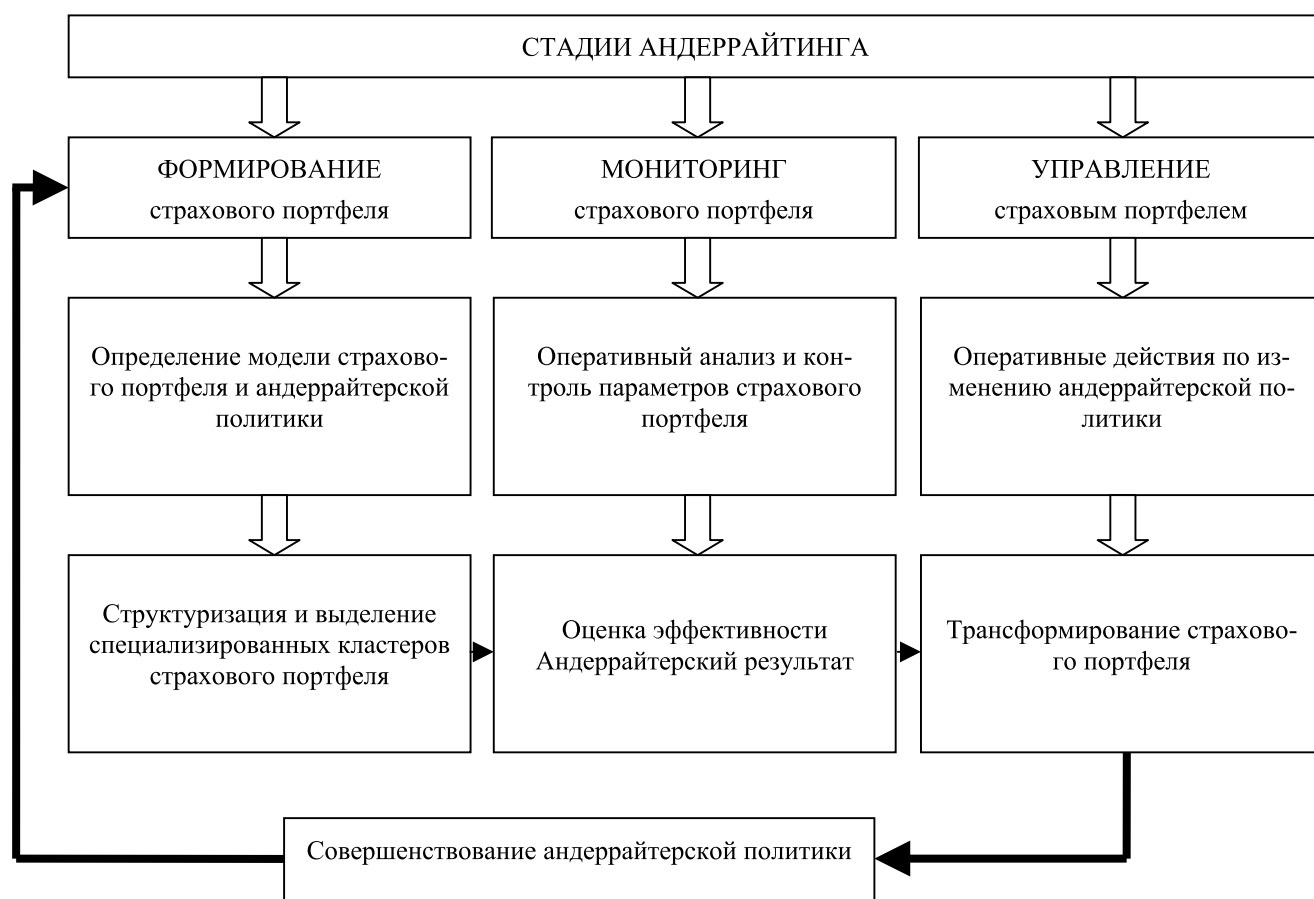 СТАДИИ АНДЕРРАЙТИНГА
ФОРМИРОВАНИЕ
страхового портфеля
МОНИТОРИНГ
страхового портфеля
УПРАВЛЕНИЕ
страховым портфелем
Определение модели страхово-
го портфеля и андеррайтерской
политики
Оперативный анализ и кон-
троль параметров страхового
портфеля
Оперативные действия по из-
менению андеррайтерской по-
литики
Структуризация и выделение
специализированных кластеров
страхового портфеля
Оценка эффективности
Андеррайтерский результат
Трансформирование страхово-
го портфеля
Совершенствование андеррайтерской политики